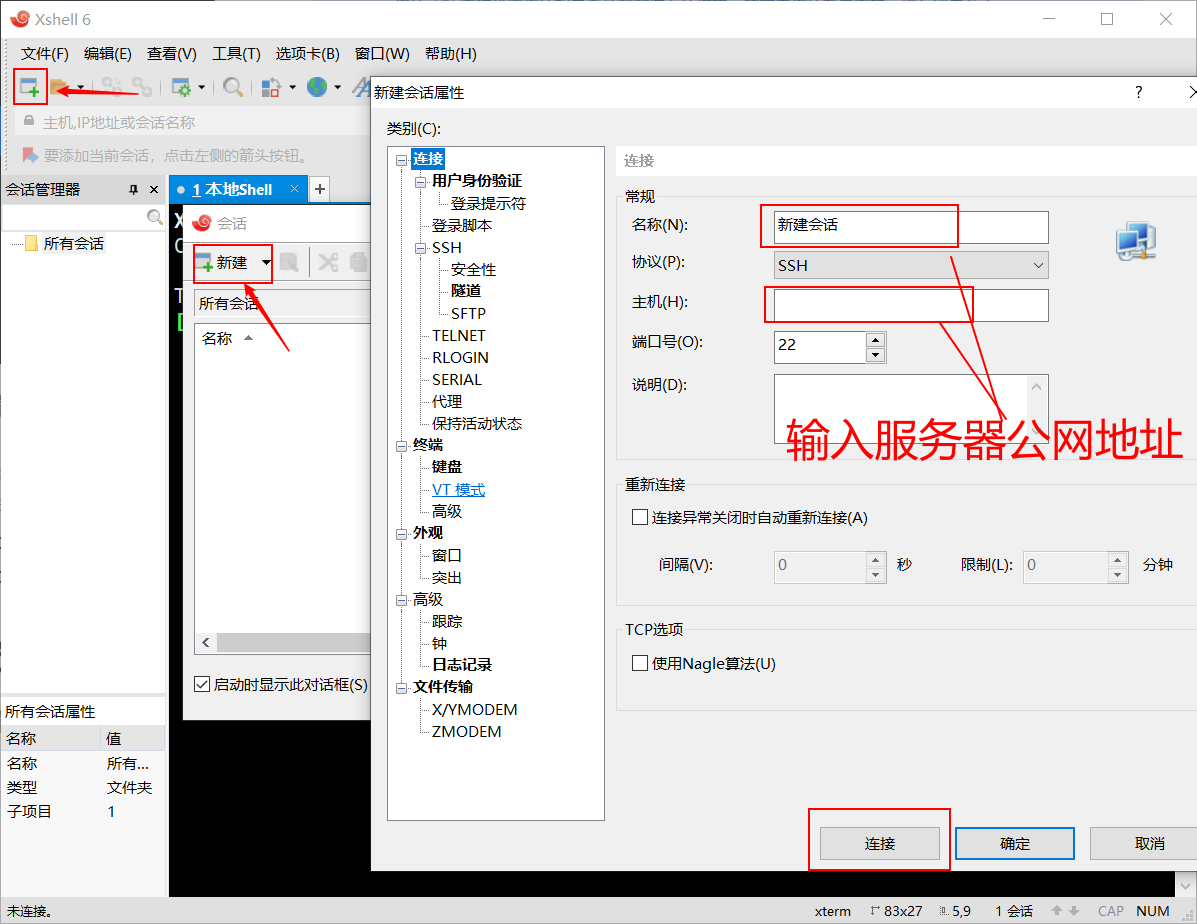 Xshell 6
文件(F) 编辑(E) 查看(V) 工具(T) 选项卡(B) 窗口(W) 帮助(H)
主机,IP地址或会话名称
要添加当前会话，点击左侧的箭头按钮。
会话管理器
所有会话
1 本地Shell
会话
新建
所有会话
名称
启动时显示此对话框(S)
所有会话属性
名称 值
名称 所有...
类型 文件夹
子项目 1
新建会话属性
类别(C):
连接
用户身份验证
登录提示符
登录脚本
SSH
安全性
隧道
SFTP
TELNET
RLOGIN
SERIAL
代理
保持活动状态
终端
键盘
VT 模式
高级
外观
窗口
突出
高级
跟踪
钟
日志记录
文件传输
X/YMODEM
ZMODEM
连接
常规
名称(N): 新建会话
协议(P): SSH
主机(H):
端口号(O): 22
说明(D):
输入服务器公网地址
重新连接
连接异常关闭时自动重新连接(A)
间隔(V): 0 秒 限制(L): 0 分钟
TCP选项
使用Nagle算法(U)
连接 确定 取消
未连接。 xterm 83x27 5,9 1 会话 CAP NUM